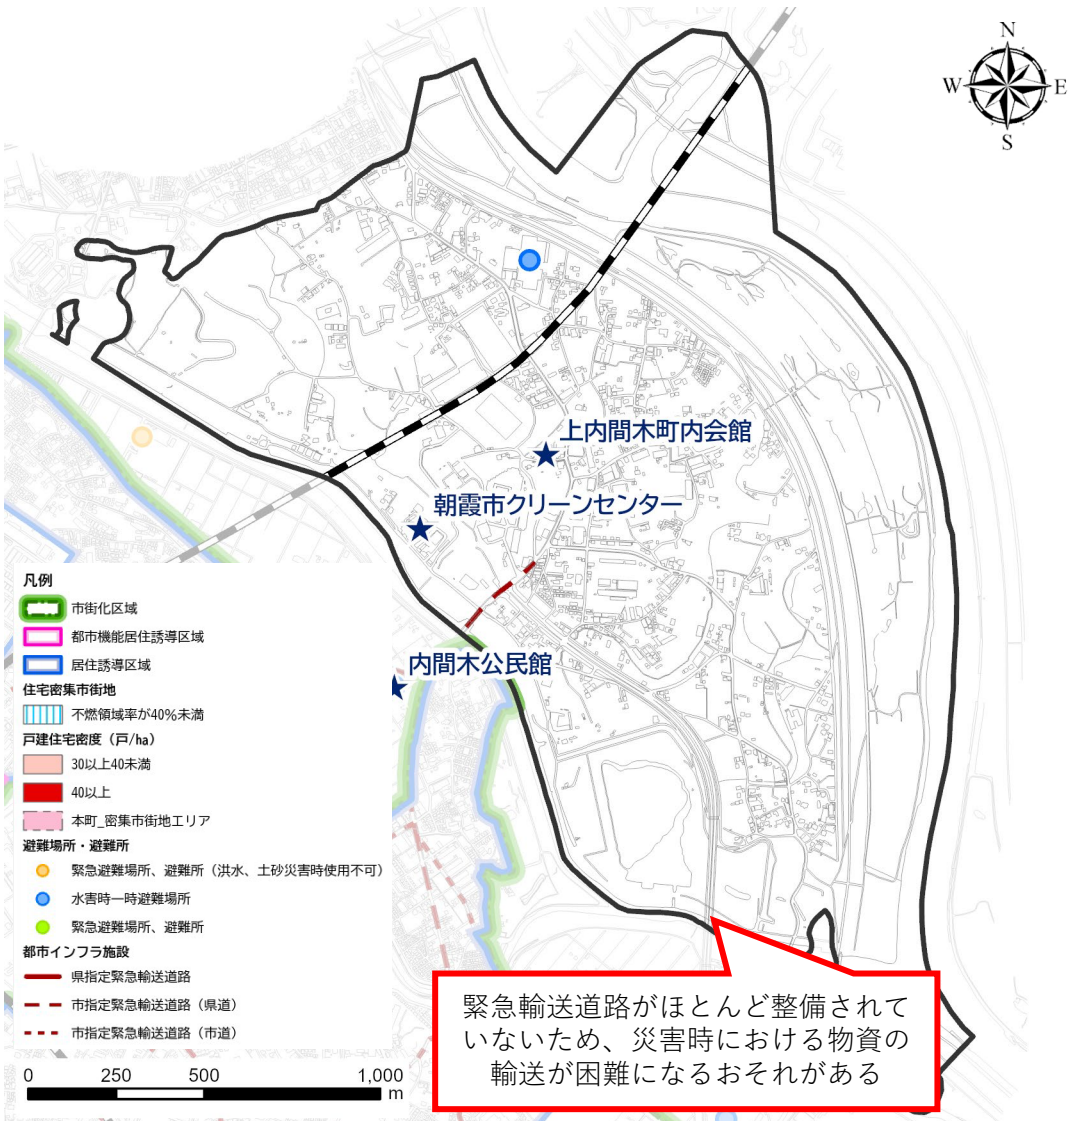 N
W
E
S
上内間木町内会館
朝霞市クリーンセンター
内間木公民館
凡例
市街化区域
都市機能居住誘導区域
居住誘導区域
住宅密集市街地
不燃領域率が40%未満
戸建住宅密度（戸/ha）
30以上40未満
40以上
本町_密集市街地エリア
避難場所・避難所
緊急避難場所、避難所（洪水、土砂災害時使用不可）
水害時一時避難場所
緊急避難場所、避難所
都市インフラ施設
県指定緊急輸送道路
市指定緊急輸送道路（県道）
市指定緊急輸送道路（市道）
0 250 500 1,000
m
緊急輸送道路がほとんど整備されて
いないため、災害時における物資の
輸送が困難になるおそれがある